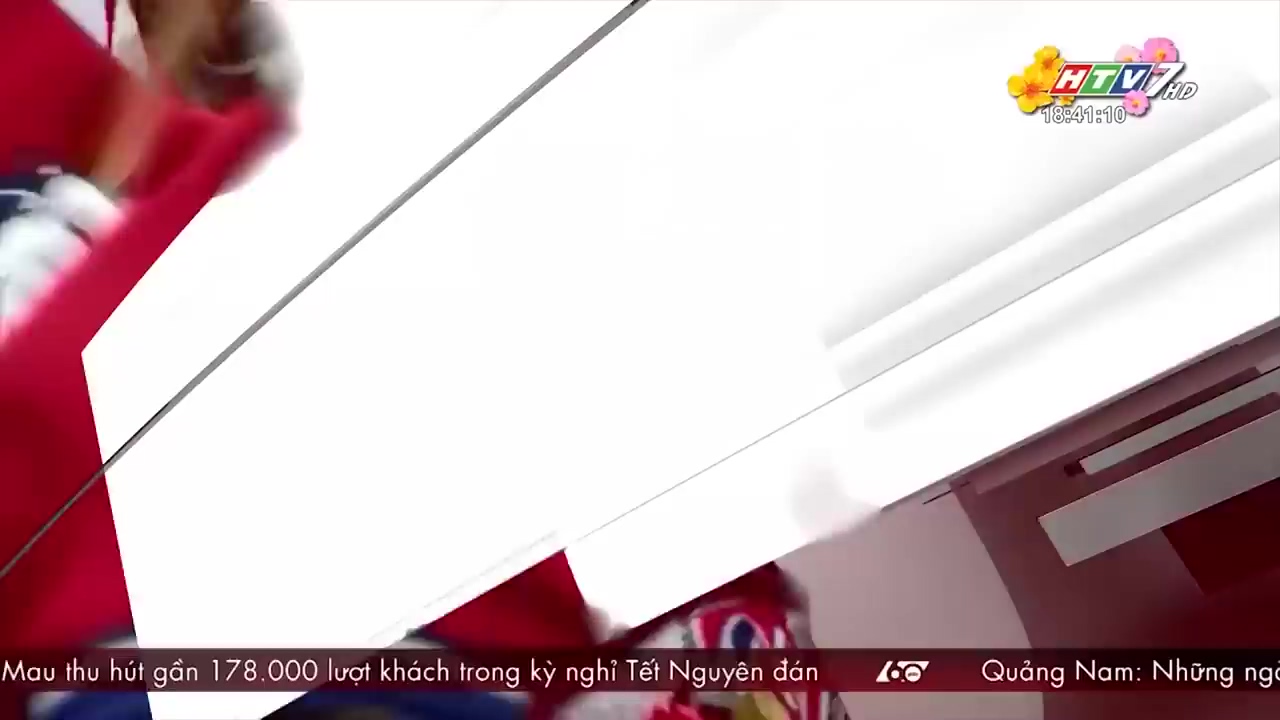 HTV7 HD
18:41:10
Mau thu hút gần 178.000 lượt khách trong kỳ nghỉ Tết Nguyên đán 60 Quảng Nam: Những